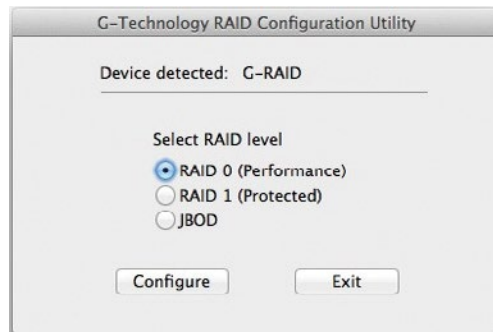 G-Technology RAID Configuration Utility
Device detected: G-RAID
Select RAID level
RAID 0 (Performance)
RAID 1 (Protected)
JBOD
Configure Exit